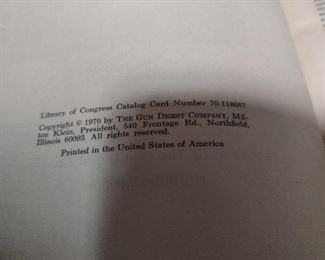 Library of Congress Catalog Card Number 70-118667
Copyright © 1970 by THE GUN DIGEST COMPANY, Mil-
ton Klein, President, 540 Frontage Rd., Northfield,
Illinois 60093. All rights reserved.
Printed in the United States of America